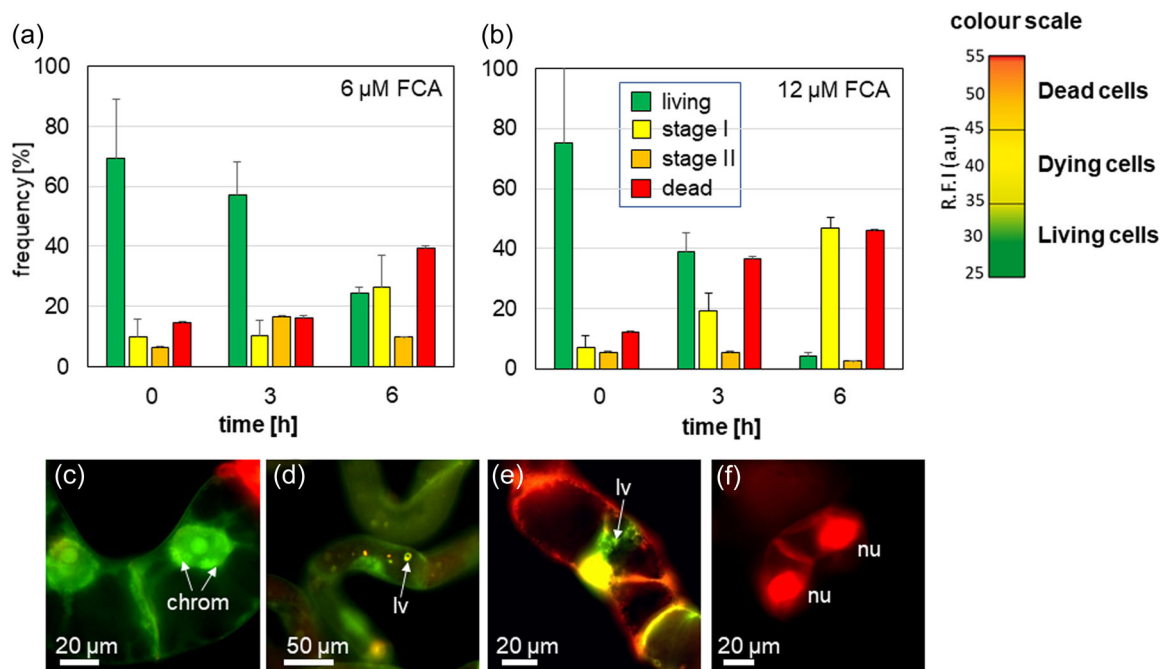 (a)
100
80
60
40
20
0
frequency [%]
6 µM FCA
0 3 6
time [h]
(b)
100
80
60
40
20
0
12 µM FCA
living
stage I
stage II
dead
0 3 6
time [h]
colour scale
55
50
45
40
35
30
25
R.F.I (a.u)
Dead cells
Dying cells
Living cells
(c)
chrom
20 µm
(d)
lv
50 µm
(e)
lv
20 µm
(f)
nu
nu
20 µm